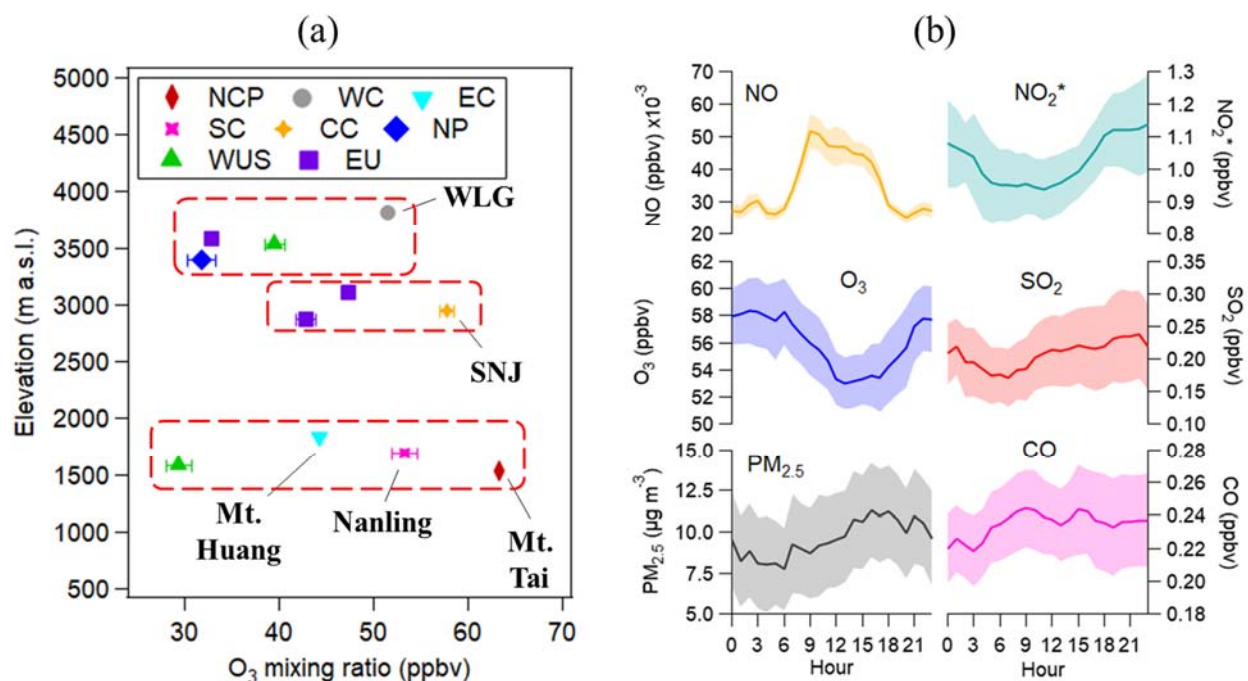 (a)
5000
4500
4000
3500
3000
2500
2000
1500
1000
500
Elevation (m a.s.l.)
NCP WC EC
SC CC NP
WUS EU
WLG
SNJ
Mt.
Huang
Nanling
Mt.
Tai
30 40 50 60 70
O₃ mixing ratio (ppbv)
(b)
NO
70
60
50
40
30
20
NO (ppbv) x10⁻³
NO₂*
1.3
1.2
1.1
1.0
0.9
0.8
NO₂* (ppbv)
O₃
62
60
58
56
54
52
50
O₃ (ppbv)
SO₂
0.35
0.30
0.25
0.20
0.15
0.10
SO₂ (ppbv)
PM₂.₅
15.0
12.5
10.0
7.5
5.0
PM₂.₅ (µg m⁻³)
CO
0.28
0.26
0.24
0.22
0.20
0.18
CO (ppbv)
0 3 6 9 12 15 18 21
Hour
0 3 6 9 12 15 18 21
Hour